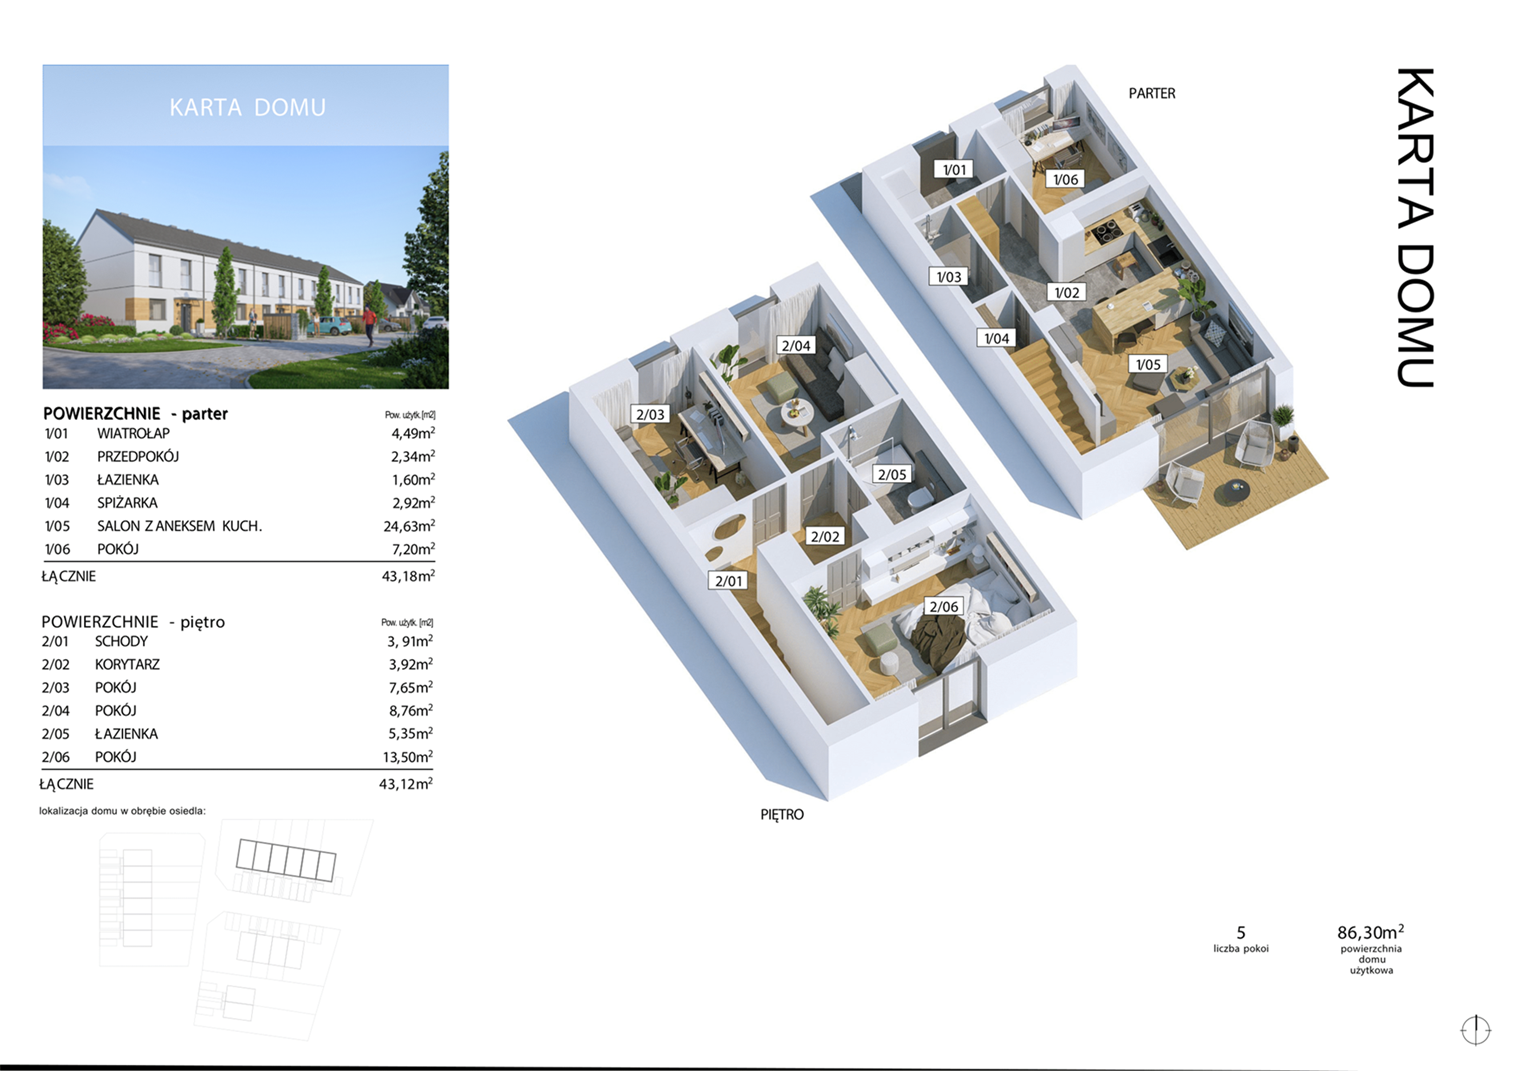 KARTA DOMU
POWIERZCHNIE - parter Pow. użytk.[m2]
1/01 WIATROŁAP 4,49m²
1/02 PRZEDPOKÓJ 2,34m²
1/03 ŁAZIENKA 1,60m²
1/04 SPIŻARKA 2,92m²
1/05 SALON Z ANEKSEM KUCH. 24,63m²
1/06 POKÓJ 7,20m²
ŁĄCZNIE 43,18m²
POWIERZCHNIE - piętro Pow. użytk. [m2]
2/01 SCHODY 3, 91m²
2/02 KORYTARZ 3,92m²
2/03 POKÓJ 7,65m²
2/04 POKÓJ 8,76m²
2/05 ŁAZIENKA 5,35m²
2/06 POKÓJ 13,50m²
ŁĄCZNIE 43,12m²
lokalizacja domu w obrębie osiedla:
PARTER
1/01
1/06
1/03
1/02
1/04
1/05
2/04
2/03
2/05
2/02
2/01
2/06
PIĘTRO
KARTA DOMU
5
liczba pokoi
86,30m²
powierzchnia
domu
użytkowa